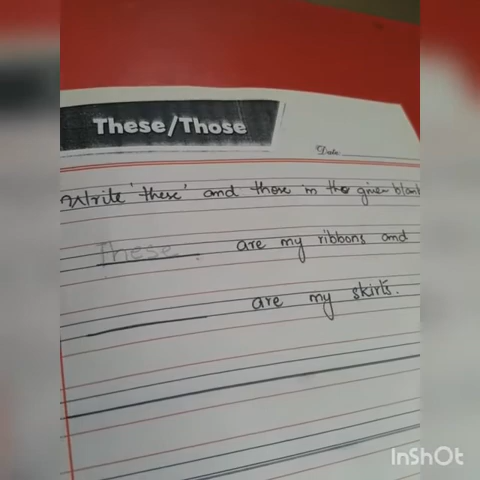 These/Those
Date
Write 'these' and those in the given blank
These. are my ribbons and
are my skirts.
InShOt